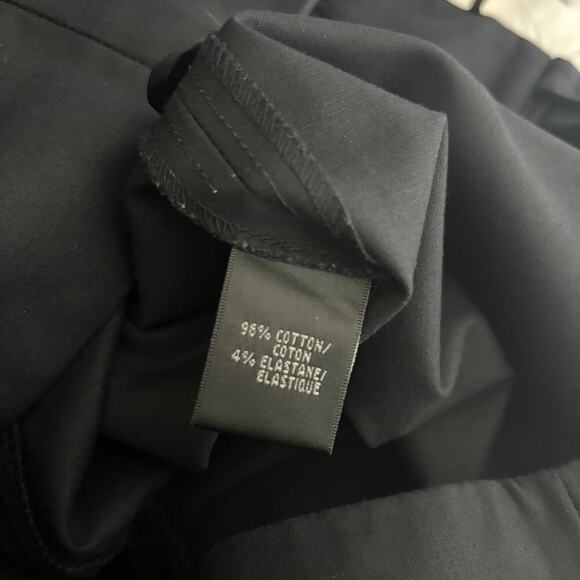 96% COTTON/
COTON
4% ELASTANE/
ELASTIQUE